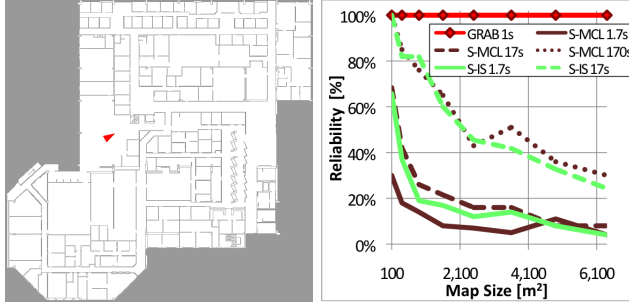 100%
80%
60%
40%
20%
0%
Reliability [%]
GRAB 1s
S-MCL 1.7s
S-MCL 17s
S-MCL 170s
S-IS 1.7s
S-IS 17s
100
2,100
4,100
6,100
Map Size [m²]